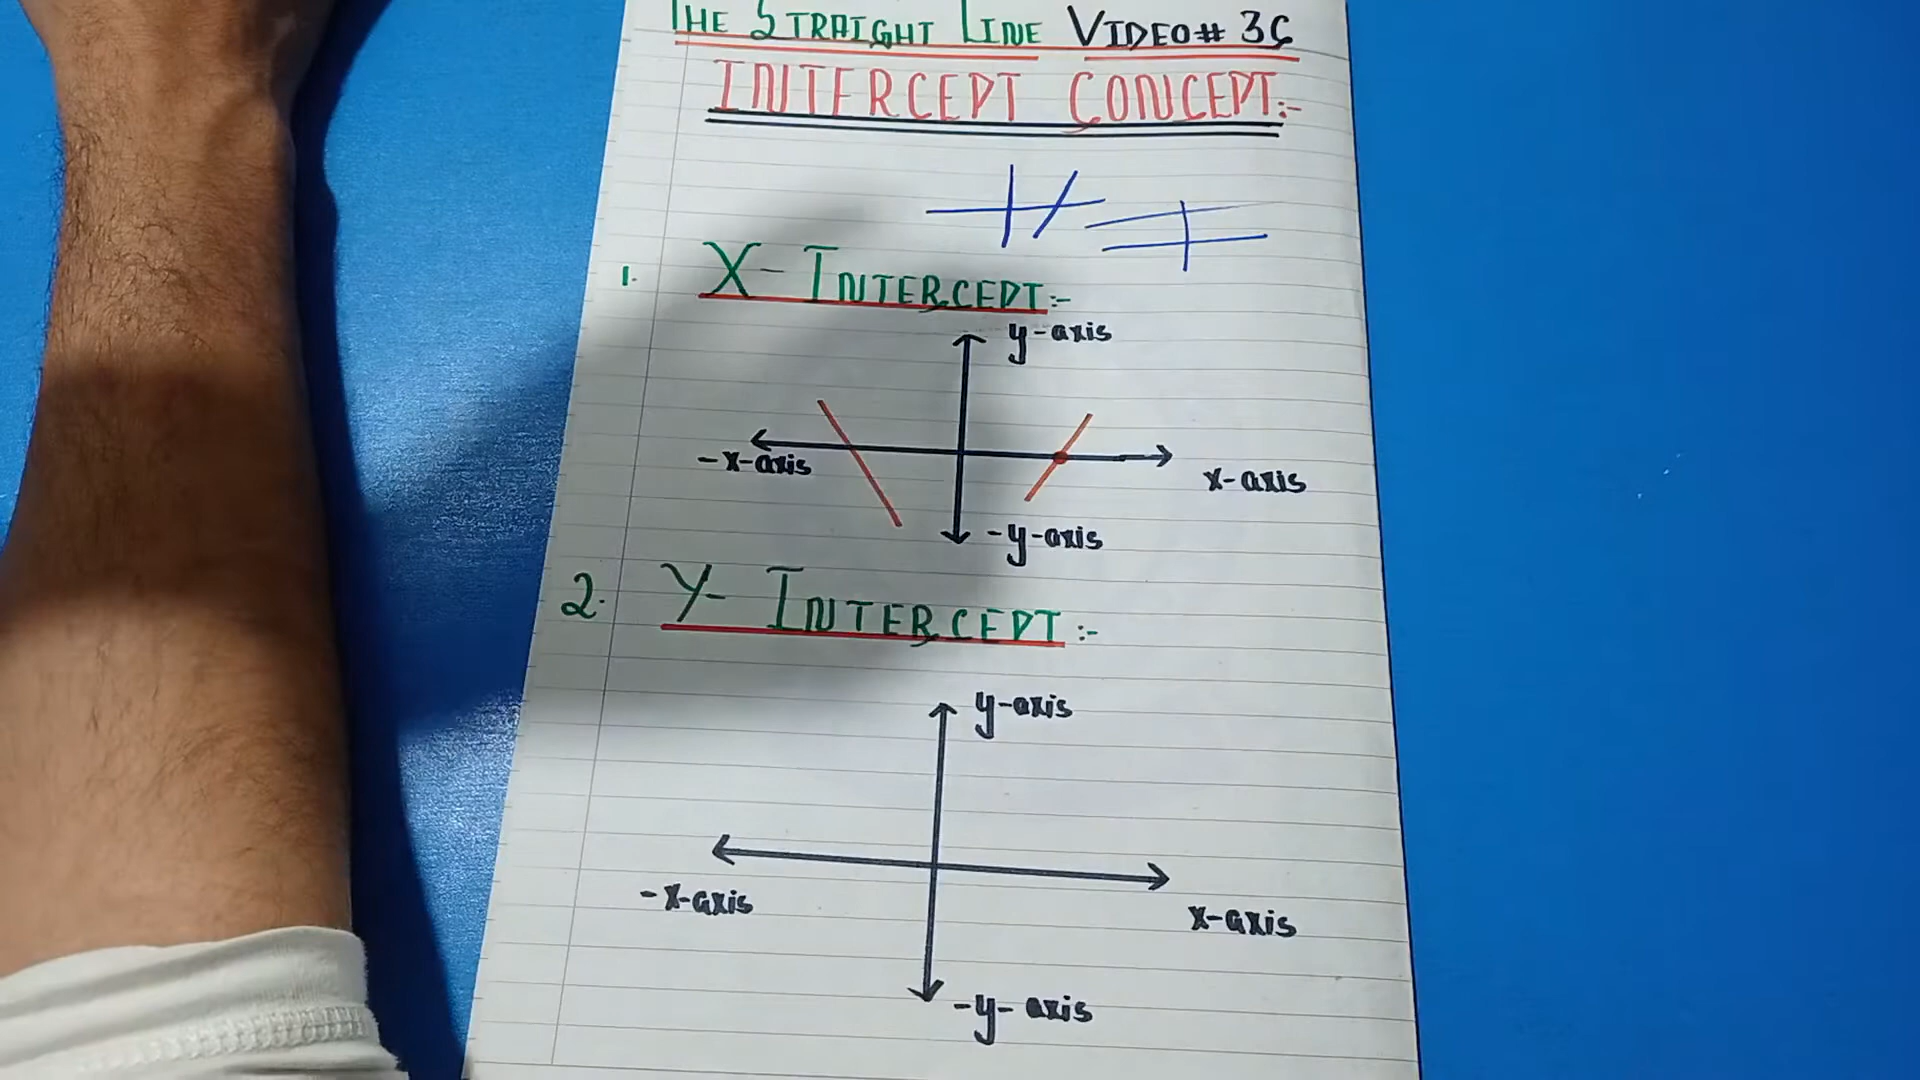 THE STRAIGHT LINE VIDEO# 3C
INTERCEPT CONCEPT:-
1. X-INTERCEPT:-
y-axis
-x-axis
x-axis
-y-axis
2. Y-INTERCEPT:-
y-axis
-x-axis
x-axis
-y-axis